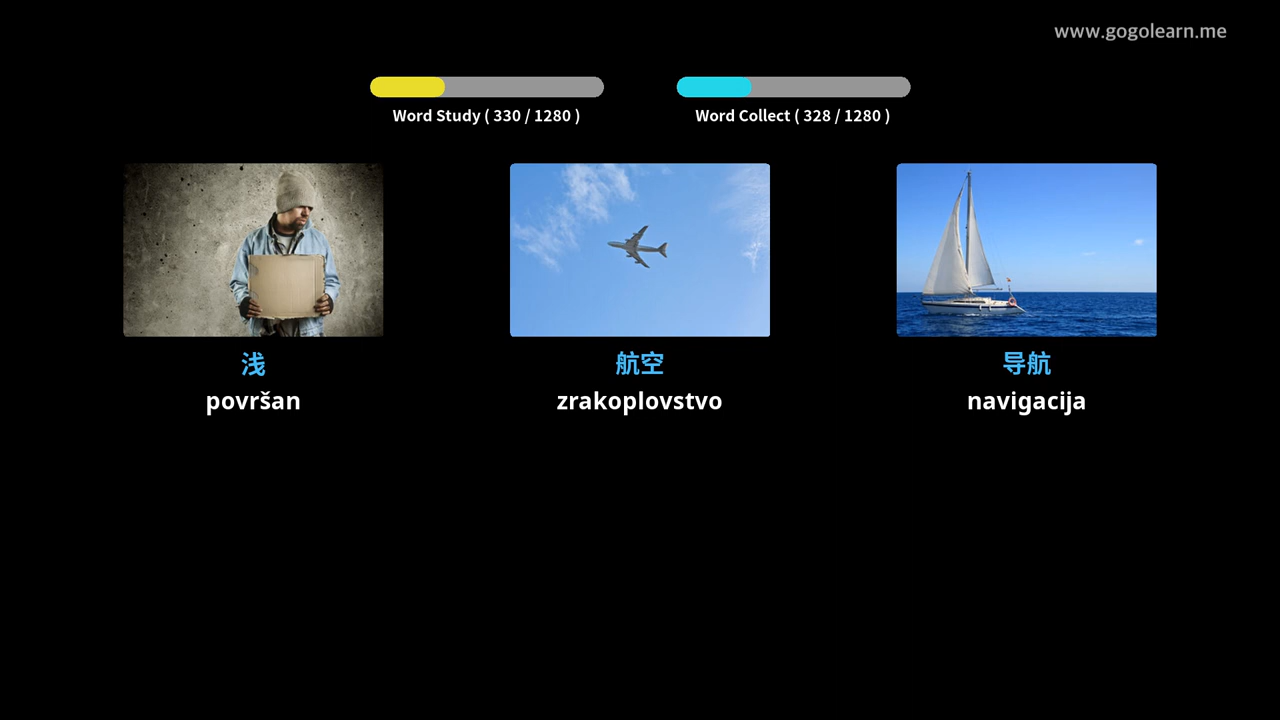 www.gogolearn.me
Word Study ( 330 / 1280 )
Word Collect ( 328 / 1280 )
浅
航空
导航
površan
zrakoplovstvo
navigacija